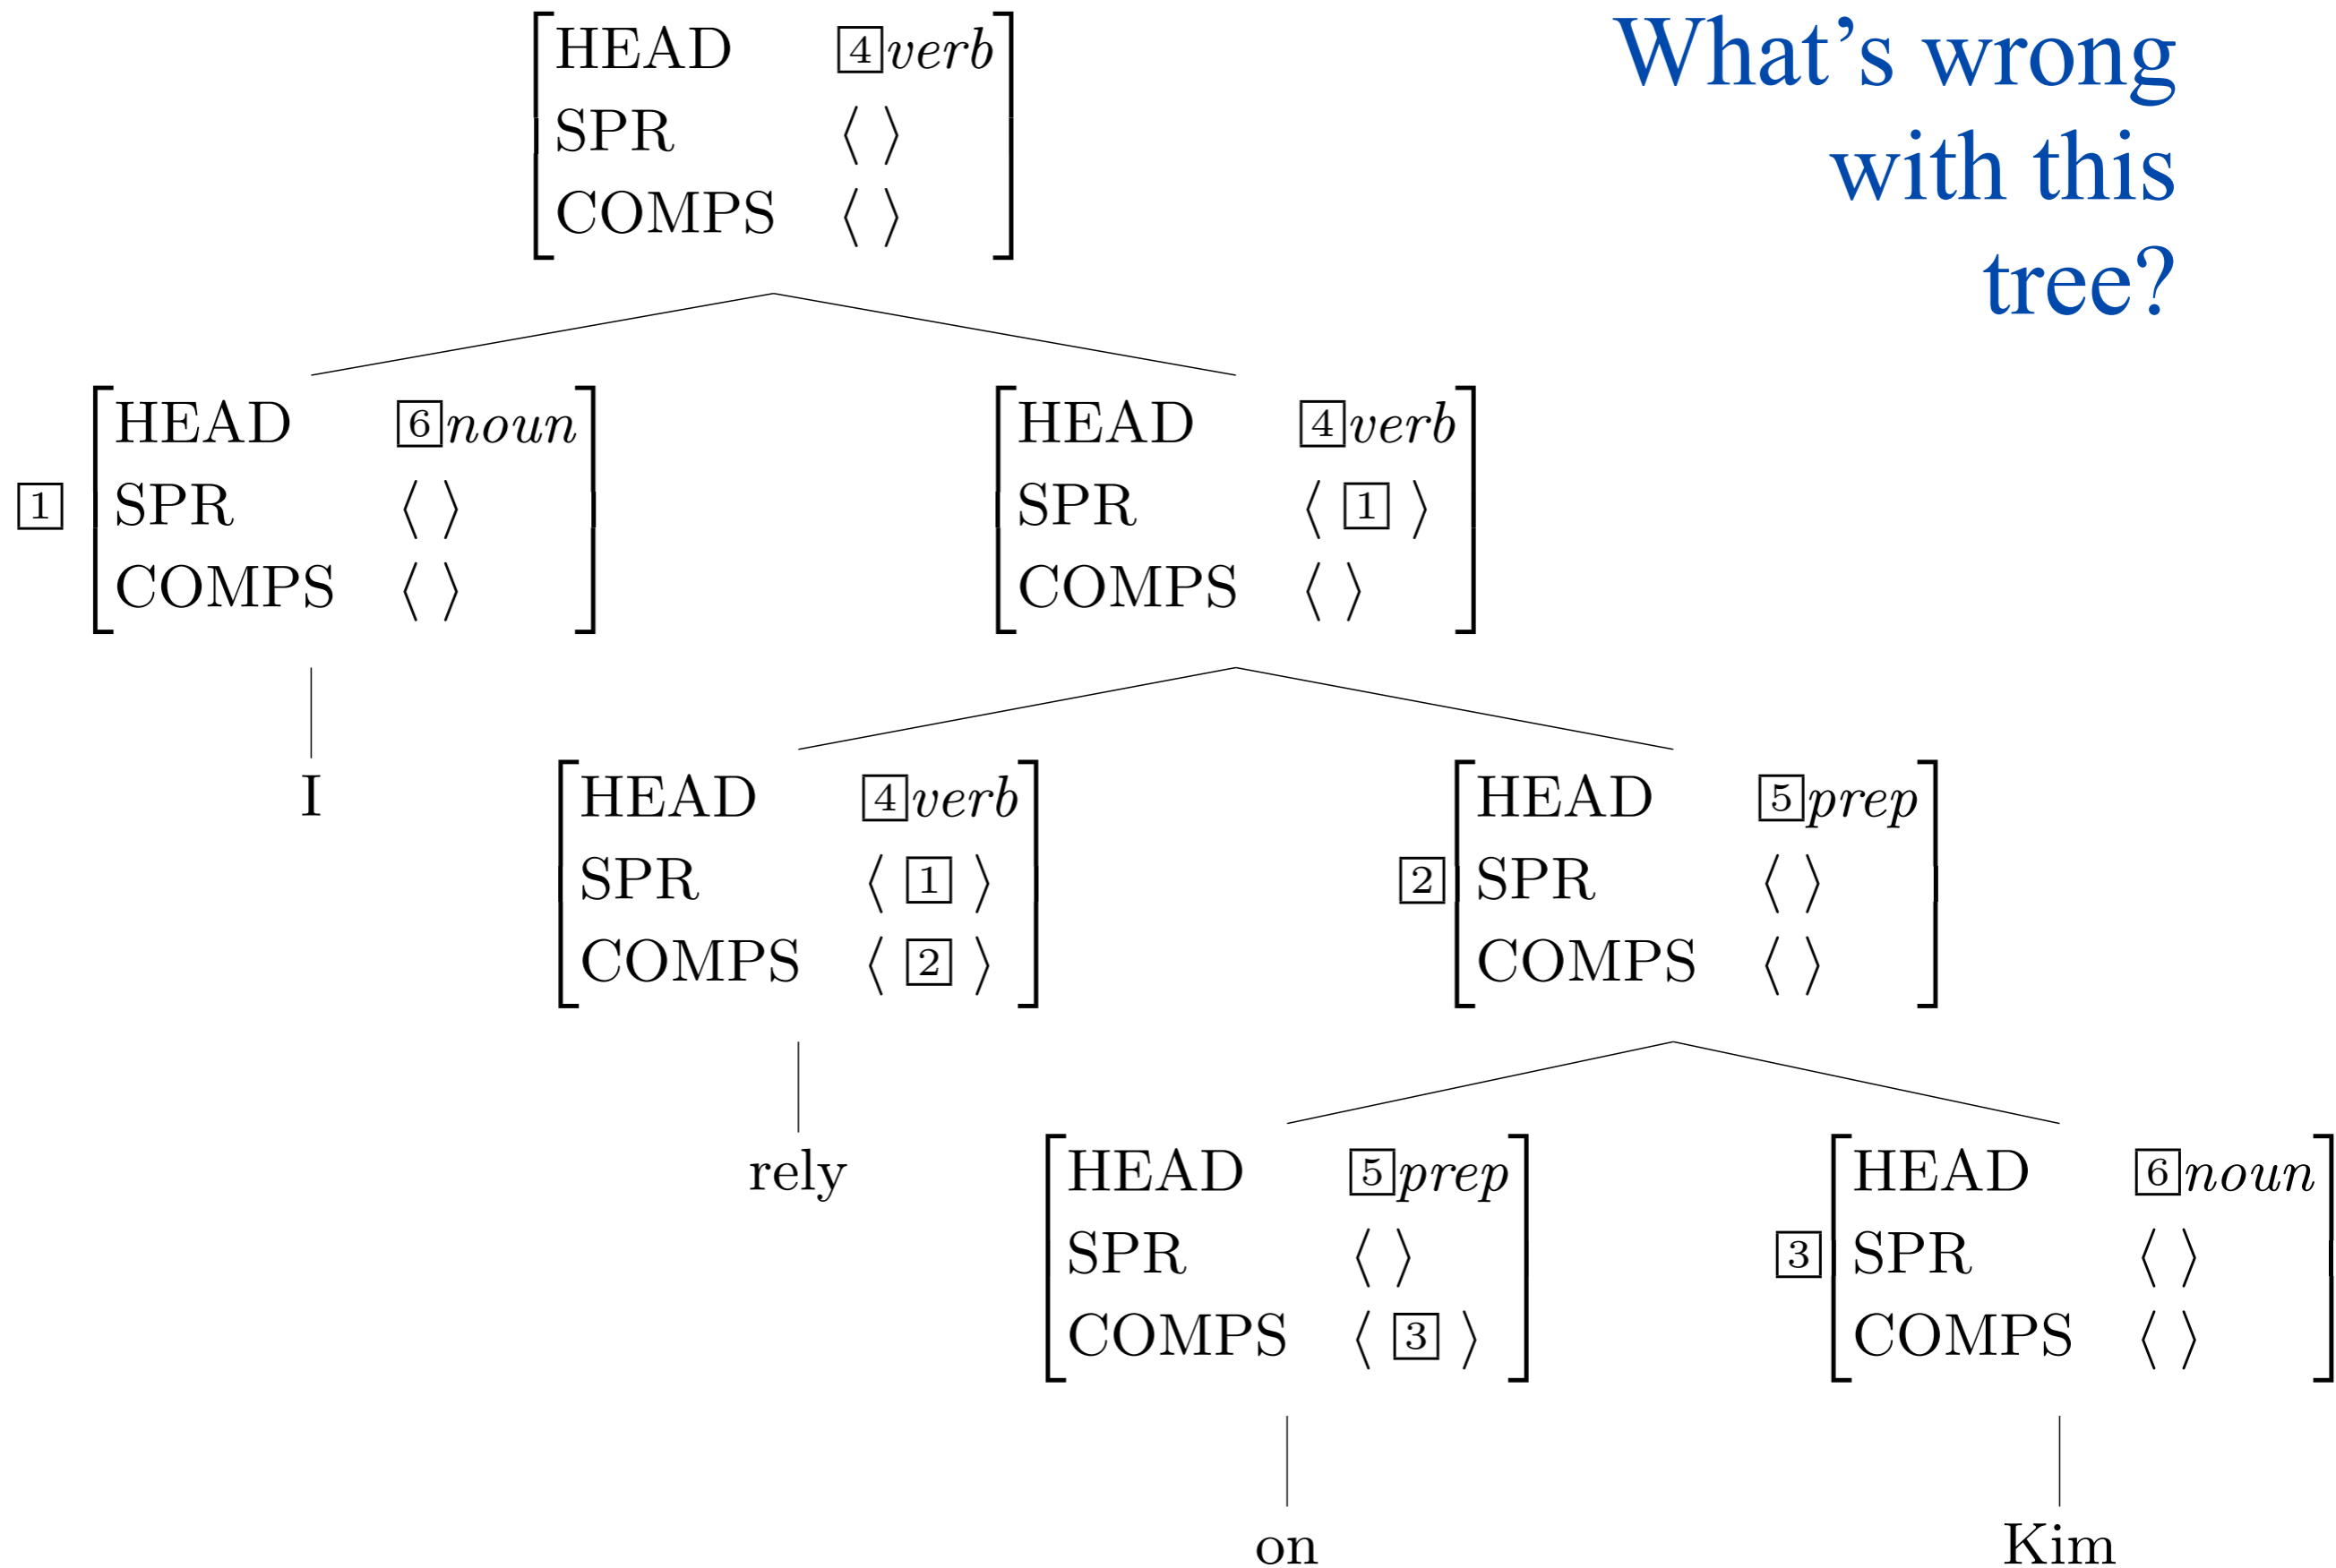 What's wrong
with this
tree?
HEAD 4 verb
SPR ⟨ ⟩
COMPS ⟨ ⟩
1
HEAD 6 noun
SPR ⟨ ⟩
COMPS ⟨ ⟩
HEAD 4 verb
SPR ⟨ 1 ⟩
COMPS ⟨ ⟩
I
HEAD 4 verb
SPR ⟨ 1 ⟩
COMPS ⟨ 2 ⟩
2
HEAD 5 prep
SPR ⟨ ⟩
COMPS ⟨ ⟩
rely
HEAD 5 prep
SPR ⟨ ⟩
COMPS ⟨ 3 ⟩
3
HEAD 6 noun
SPR ⟨ ⟩
COMPS ⟨ ⟩
on
Kim